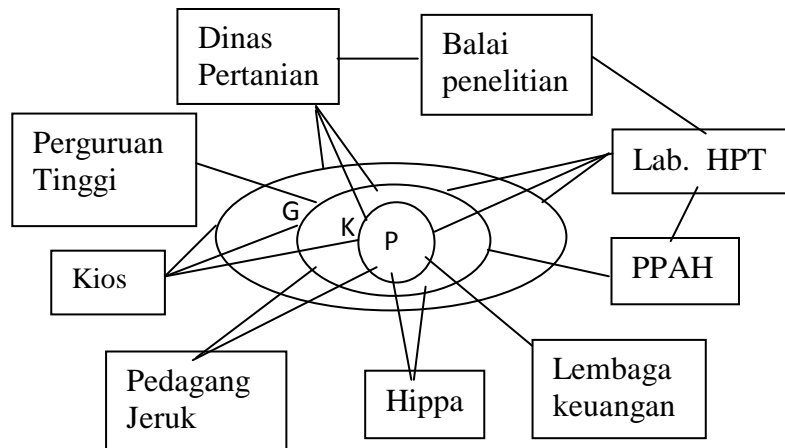 Dinas
Pertanian
Balai
penelitian
Perguruan
Tinggi
Lab. HPT
G
K
P
Kios
PPAH
Pedagang
Jeruk
Hippa
Lembaga
keuangan